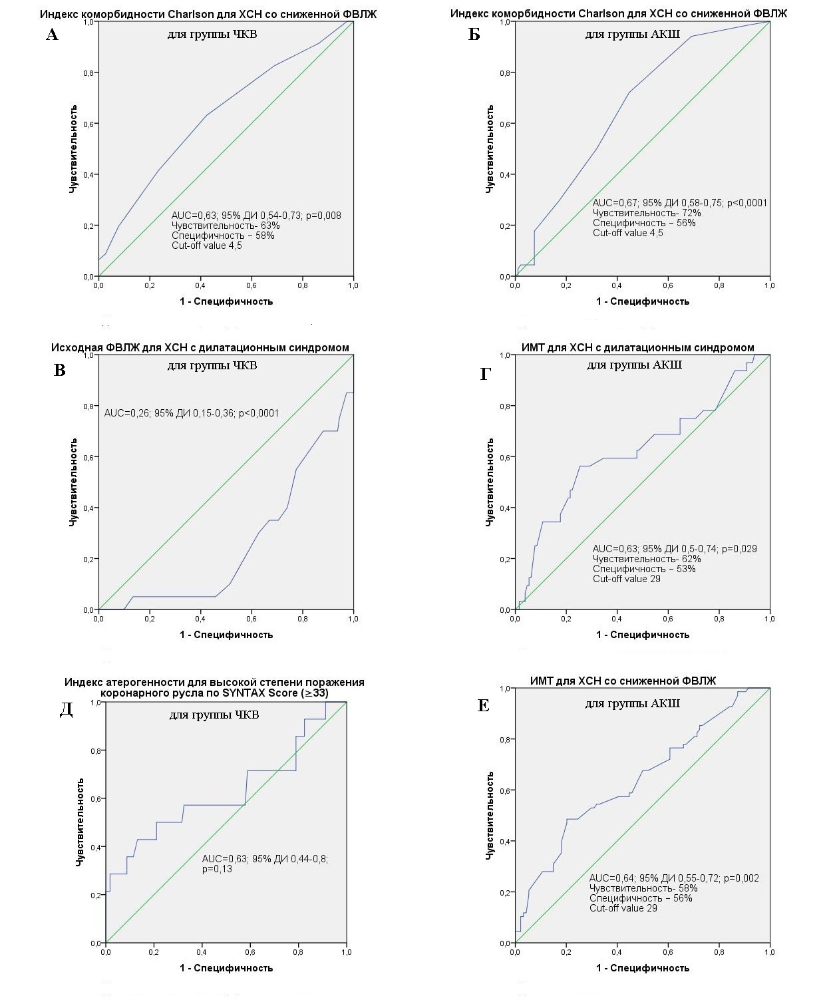 Индекс коморбидности Charlson для ХСН со сниженной ФВЛЖ
А
для группы ЧКВ
1,0
0,8
0,6
0,4
0,2
0,0
Чувствительность
AUC=0,63; 95% ДИ 0,54-0,73; p=0,008
Чувствительность- 63%
Специфичность – 58%
Cut-off value 4,5
0,0 0,2 0,4 0,6 0,8 1,0
1 - Специфичность
Индекс коморбидности Charlson для ХСН со сниженной ФВЛЖ
Б
для группы АКШ
1,0
0,8
0,6
0,4
0,2
0,0
Чувствительность
AUC=0,67; 95% ДИ 0,58-0,75; p<0,0001
Чувствительность- 72%
Специфичность – 56%
Cut-off value 4,5
0,0 0,2 0,4 0,6 0,8 1,0
1 - Специфичность
Исходная ФВЛЖ для ХСН с дилатационным синдромом
В
для группы ЧКВ
1,0
0,8
0,6
0,4
0,2
0,0
Чувствительность
AUC=0,26; 95% ДИ 0,15-0,36; p<0,0001
0,0 0,2 0,4 0,6 0,8 1,0
1 - Специфичность
ИМТ для ХСН с дилатационным синдромом
Г
для группы АКШ
1,0
0,8
0,6
0,4
0,2
0,0
Чувствительность
AUC=0,63; 95% ДИ 0,5-0,74; p=0,029
Чувствительность- 62%
Специфичность – 53%
Cut-off value 29
0,0 0,2 0,4 0,6 0,8 1,0
1 - Специфичность
Индекс атерогенности для высокой степени поражения
коронарного русла по SYNTAX Score (≥33)
Д
для группы ЧКВ
1,0
0,8
0,6
0,4
0,2
0,0
Чувствительность
AUC=0,63; 95% ДИ 0,44-0,8;
p=0,13
0,0 0,2 0,4 0,6 0,8 1,0
1 - Специфичность
ИМТ для ХСН со сниженной ФВЛЖ
Е
для группы АКШ
1,0
0,8
0,6
0,4
0,2
0,0
Чувствительность
AUC=0,64; 95% ДИ 0,55-0,72; p=0,002
Чувствительность- 58%
Специфичность – 56%
Cut-off value 29
0,0 0,2 0,4 0,6 0,8 1,0
1 - Специфичность